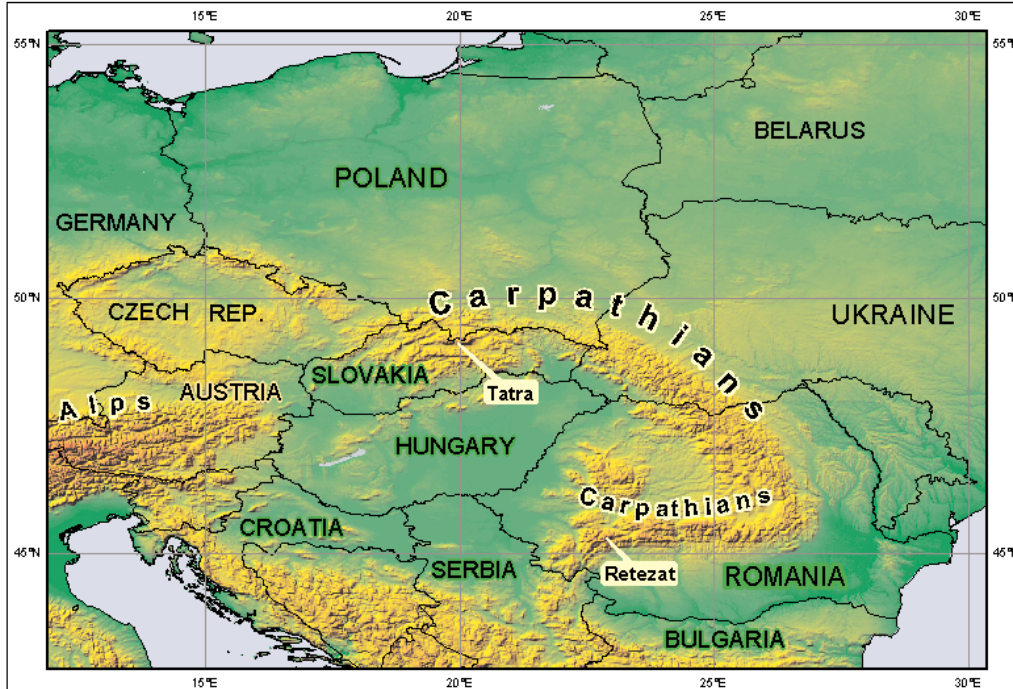 15°E 20°E 25°E 30°E
55°N 55°N
BELARUS
POLAND
GERMANY
50°N Carpathians 50°N
CZECH REP. UKRAINE
SLOVAKIA AUSTRIA
Tatra
Alps
HUNGARY
Carpathians
CROATIA
45°N 45°N
SERBIA Retezat ROMANIA
BULGARIA
15°E 20°E 25°E 30°E